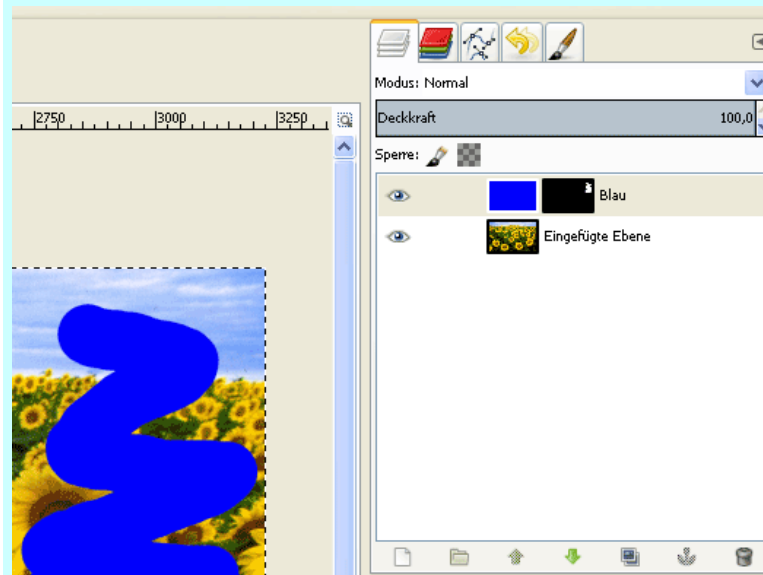 Modus: Normal
2750 3000 3250
Deckkraft 100,0
Sperre:
Blau
Eingefügte Ebene